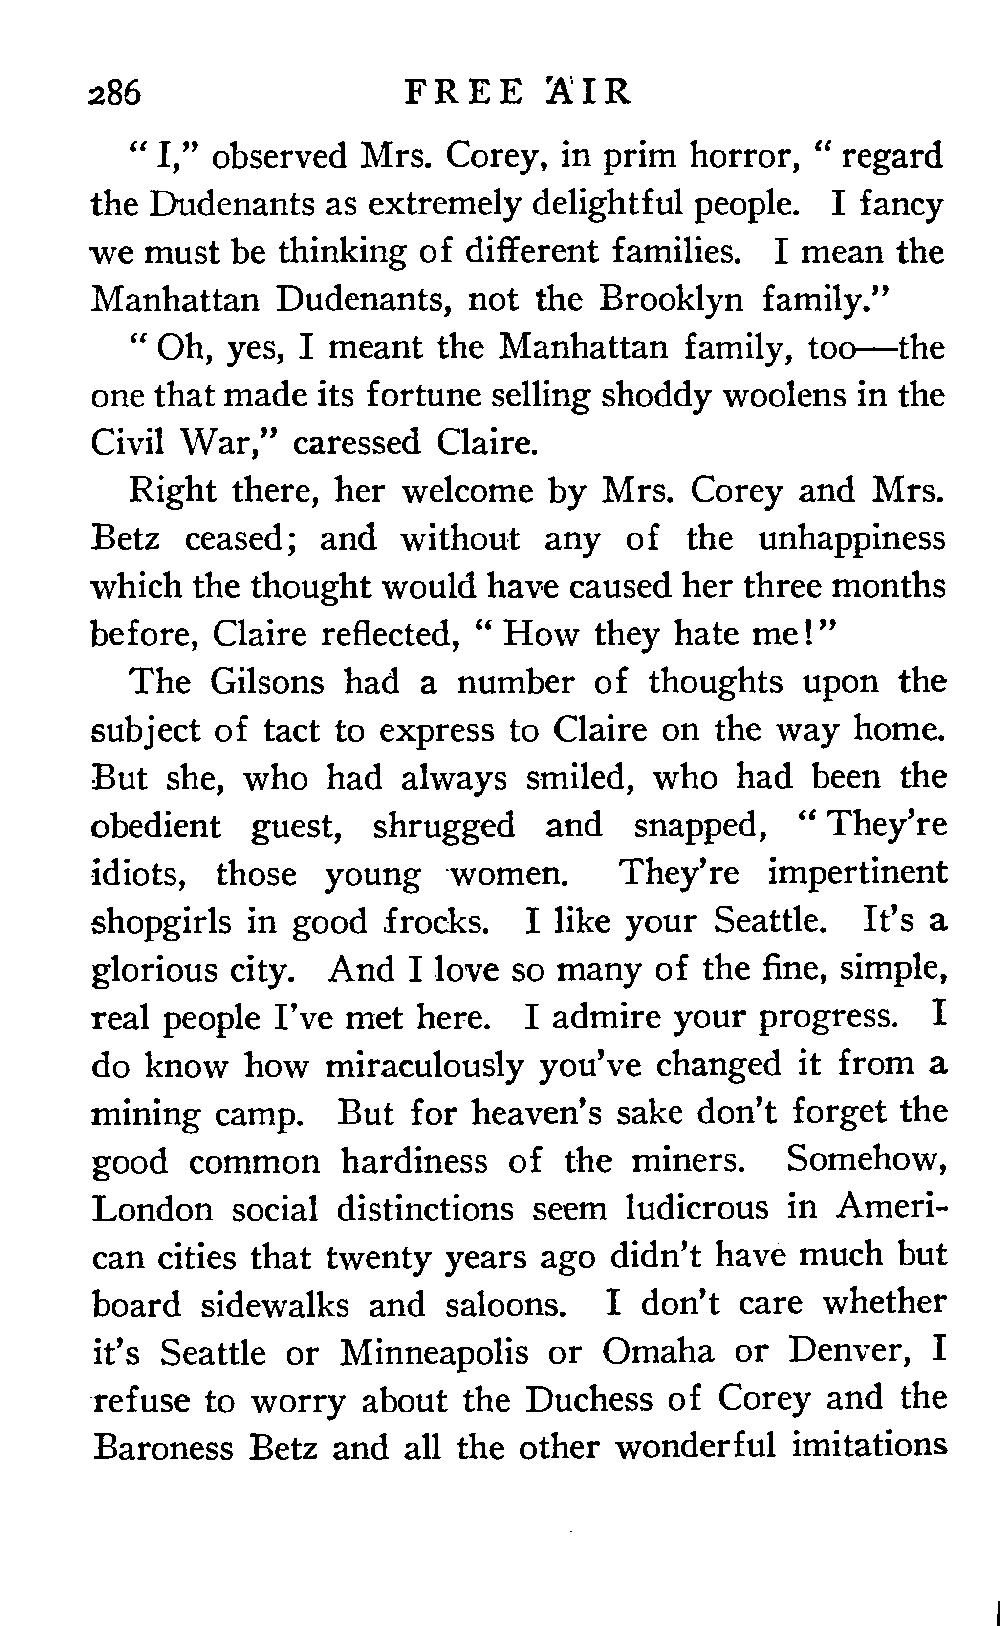 286 FREE AIR
“ I,” observed Mrs. Corey, in prim horror, “ regard
the Dudenants as extremely delightful people. I fancy
we must be thinking of different families. I mean the
Manhattan Dudenants, not the Brooklyn family.”
“ Oh, yes, I meant the Manhattan family, too—the
one that made its fortune selling shoddy woolens in the
Civil War,” caressed Claire.
Right there, her welcome by Mrs. Corey and Mrs.
Betz ceased; and without any of the unhappiness
which the thought would have caused her three months
before, Claire reflected, “ How they hate me!”
The Gilsons had a number of thoughts upon the
subject of tact to express to Claire on the way home.
But she, who had always smiled, who had been the
obedient guest, shrugged and snapped, “ They’re
idiots, those young women. They’re impertinent
shopgirls in good frocks. I like your Seattle. It’s a
glorious city. And I love so many of the fine, simple,
real people I’ve met here. I admire your progress. I
do know how miraculously you’ve changed it from a
mining camp. But for heaven’s sake don’t forget the
good common hardiness of the miners. Somehow,
London social distinctions seem ludicrous in Ameri-
can cities that twenty years ago didn’t have much but
board sidewalks and saloons. I don’t care whether
it’s Seattle or Minneapolis or Omaha or Denver, I
refuse to worry about the Duchess of Corey and the
Baroness Betz and all the other wonderful imitations